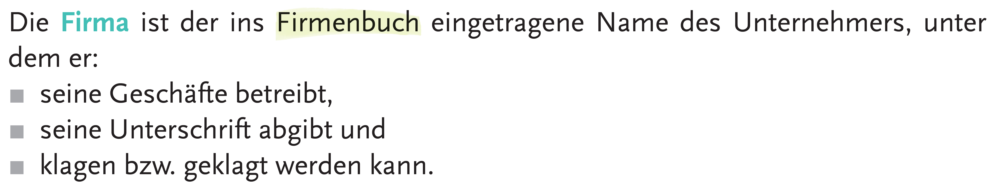 Die Firma ist der ins Firmenbuch eingetragene Name des Unternehmers, unter
dem er:
■ seine Geschäfte betreibt,
■ seine Unterschrift abgibt und
■ klagen bzw. geklagt werden kann.